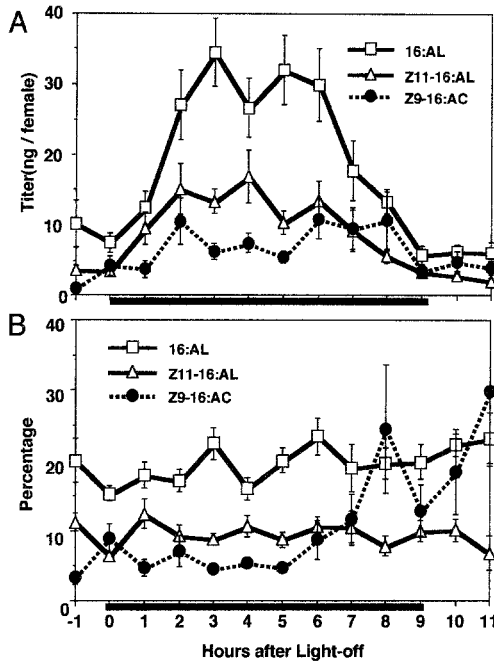 A
40
30
20
10
0
Titer(ng / female)
16:AL
Z11-16:AL
Z9-16:AC
B
40
30
20
10
0
Percentage
16:AL
Z11-16:AL
Z9-16:AC
-1 0 1 2 3 4 5 6 7 8 9 10 11
Hours after Light-off